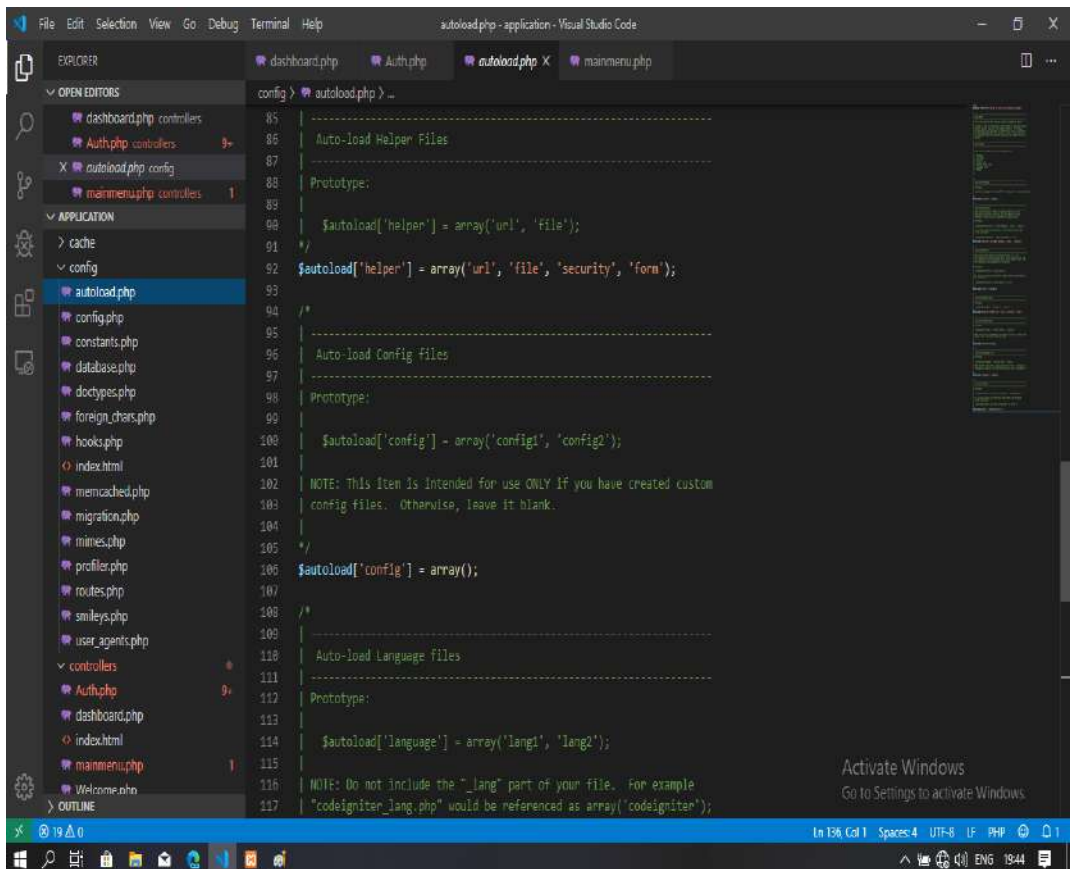 File Edit Selection View Go Debug Terminal Help autoload.php - application - Visual Studio Code
EXPLORER
OPEN EDITORS
dashboard.php controllers
Auth.php controllers 9+
X autoload.php config
mainmenu.php controllers 1
APPLICATION
cache
config
autoload.php
config.php
constants.php
database.php
doctypes.php
foreign_chars.php
hooks.php
index.html
memcached.php
migration.php
mimes.php
profiler.php
routes.php
smileys.php
user_agents.php
controllers
Auth.php 9+
dashboard.php
index.html
mainmenu.php 1
Welcome.php
OUTLINE
dashboard.php Auth.php autoload.php X mainmenu.php
config > autoload.php > ...
85 | -------------------------------------------------------------------
86 |  Auto-load Helper Files
87 | -------------------------------------------------------------------
88 | Prototype:
89 |
90 |   $autoload['helper'] = array('url', 'file');
91 */
92 $autoload['helper'] = array('url', 'file', 'security', 'form');
93
94 /*
95 | -------------------------------------------------------------------
96 |  Auto-load Config files
97 | -------------------------------------------------------------------
98 | Prototype:
99 |
100 |   $autoload['config'] = array('config1', 'config2');
101 |
102 | NOTE: This item is intended for use ONLY if you have created custom
103 | config files.  Otherwise, leave it blank.
104 |
105 */
106 $autoload['config'] = array();
107
108 /*
109 | -------------------------------------------------------------------
110 |  Auto-load Language files
111 | -------------------------------------------------------------------
112 | Prototype:
113 |
114 |   $autoload['language'] = array('lang1', 'lang2');
115 |
116 | NOTE: Do not include the "_lang" part of your file.  For example
117 | "codeigniter_lang.php" would be referenced as array('codeigniter');
Activate Windows
Go to Settings to activate Windows.
19 0 Ln 136, Col 1 Spaces: 4 UTF-8 LF PHP 1
ENG 19:44